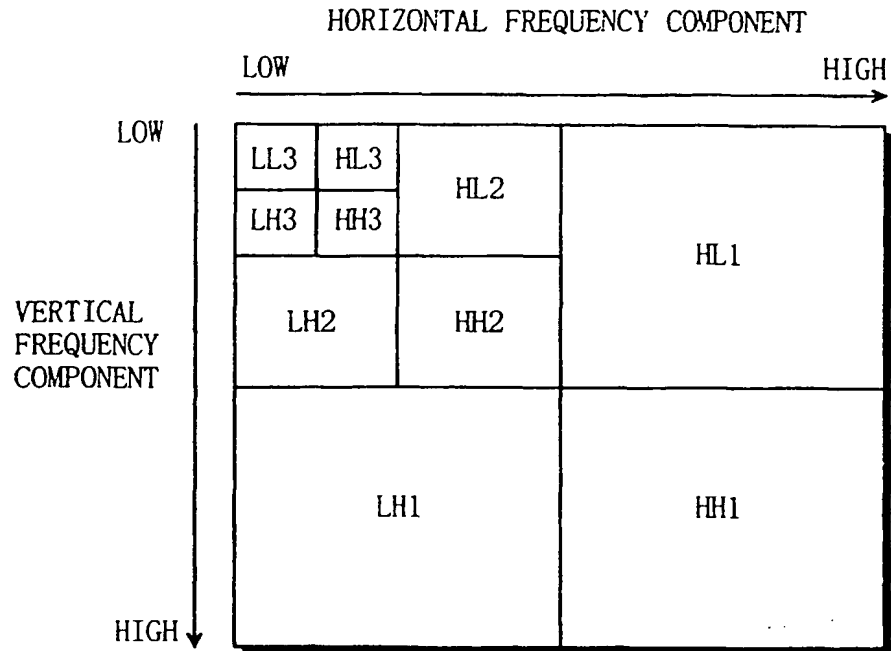 HORIZONTAL FREQUENCY COMPONENT
LOW HIGH
LOW
LL3 HL3
HL2
LH3 HH3
HL1
VERTICAL
FREQUENCY
COMPONENT
LH2 HH2
LH1 HH1
HIGH